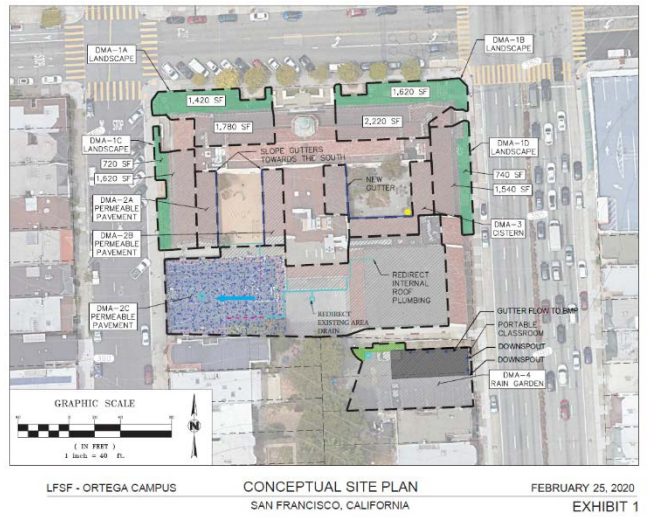 DMA-1A
LANDSCAPE
DMA-1B
LANDSCAPE
1,420 SF
1,620 SF
1,780 SF
2,220 SF
DMA-1C
LANDSCAPE
720 SF
1,620 SF
DMA-2A
PERMEABLE
PAVEMENT
DMA-2B
PERMEABLE
PAVEMENT
DMA-2C
PERMEABLE
PAVEMENT
SLOPE GUTTERS
TOWARDS THE SOUTH
NEW
GUTTER
DMA-1D
LANDSCAPE
740 SF
1,540 SF
DMA-3
CISTERN
REDIRECT
INTERNAL
ROOF
PLUMBING
REDIRECT
EXISTING AREA
DRAIN
GUTTER FLOW TO BMP
PORTABLE
CLASSROOM
DOWNSPOUT
DOWNSPOUT
DMA-4
RAIN GARDEN
STOP
GRAPHIC SCALE
( IN FEET )
1 inch = 40 ft.
N
LFSF - ORTEGA CAMPUS
CONCEPTUAL SITE PLAN
SAN FRANCISCO, CALIFORNIA
FEBRUARY 25, 2020
EXHIBIT 1